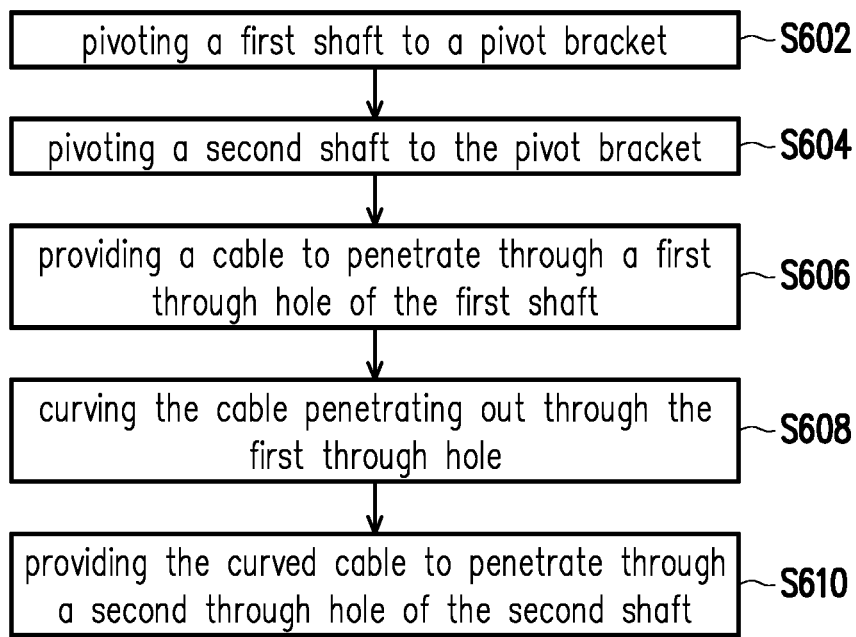 pivoting a first shaft to a pivot bracket S602
pivoting a second shaft to the pivot bracket S604
providing a cable to penetrate through a first
through hole of the first shaft
S606
curving the cable penetrating out through the
first through hole
S608
providing the curved cable to penetrate through
a second through hole of the second shaft
S610